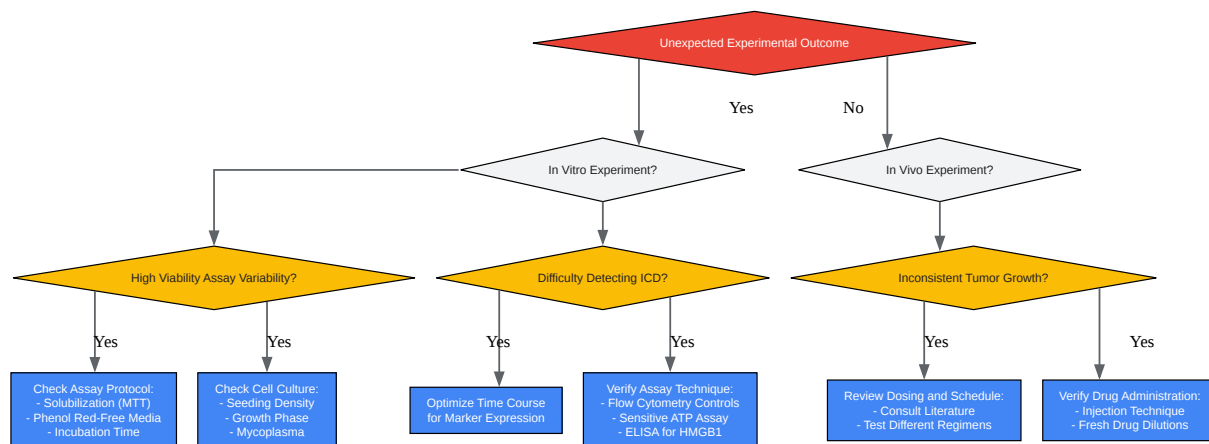 Unexpected Experimental Outcome
Yes
No
In Vitro Experiment?
In Vivo Experiment?
High Viability Assay Variability?
Difficulty Detecting ICD?
Inconsistent Tumor Growth?
Yes
Yes
Yes
Yes
Yes
Yes
Check Assay Protocol:
- Solubilization (MTT)
- Phenol Red-Free Media
- Incubation Time
Check Cell Culture:
- Seeding Density
- Growth Phase
- Mycoplasma
Optimize Time Course
for Marker Expression
Verify Assay Technique:
- Flow Cytometry Controls
- Sensitive ATP Assay
- ELISA for HMGB1
Review Dosing and Schedule:
- Consult Literature
- Test Different Regimens
Verify Drug Administration:
- Injection Technique
- Fresh Drug Dilutions